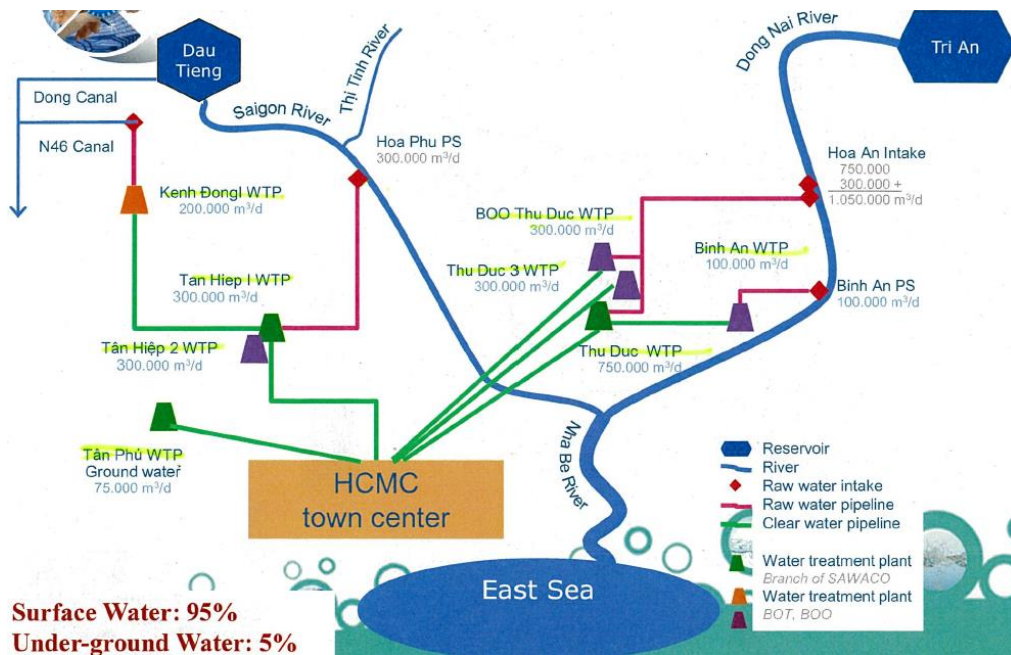 Dau
Tieng
Tri An
Dong Canal
N46 Canal
Saigon River
Thi Tinh River
Dong Nai River
Hoa Phu PS
300.000 m³/d
Hoa An Intake
750.000
300.000 +
1.050.000 m³/d
Kenh ĐongI WTP
200.000 m³/d
BOO Thu Duc WTP
300.000 m³/d
Binh An WTP
100.000 m³/d
Tan Hiep I WTP
300.000 m³/d
Thu Duc 3 WTP
300.000 m³/d
Binh An PS
100.000 m³/d
Tân Hiệp 2 WTP
300.000 m³/d
Thu Duc WTP
750.000 m³/d
Tân Phú WTP
Ground water
75.000 m³/d
HCMC
town center
Nha Be River
East Sea
Reservoir
River
Raw water intake
Raw water pipeline
Clear water pipeline
Water treatment plant
Branch of SAWACO
Water treatment plant
BOT, BOO
Surface Water: 95%
Under-ground Water: 5%